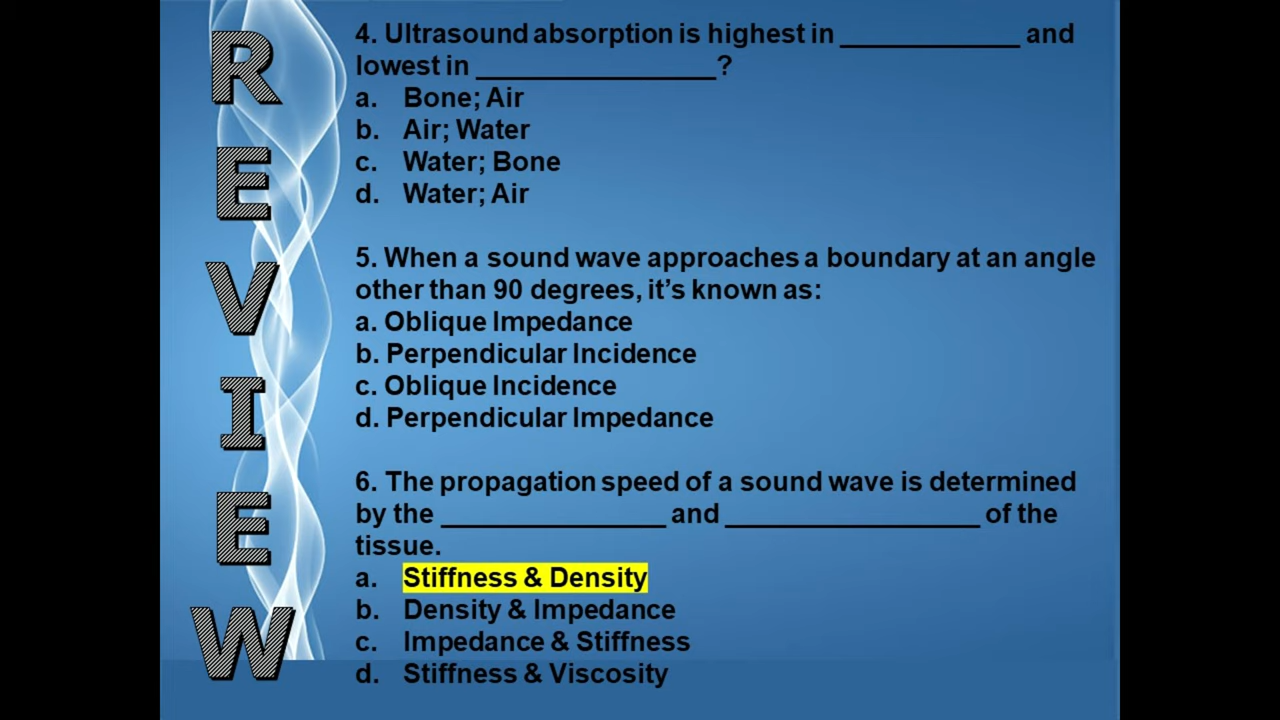 REVIEW
4. Ultrasound absorption is highest in ____________ and
lowest in ________________?
a. Bone; Air
b. Air; Water
c. Water; Bone
d. Water; Air
5. When a sound wave approaches a boundary at an angle
other than 90 degrees, it’s known as:
a. Oblique Impedance
b. Perpendicular Incidence
c. Oblique Incidence
d. Perpendicular Impedance
6. The propagation speed of a sound wave is determined
by the _______________ and _________________ of the
tissue.
a. Stiffness & Density
b. Density & Impedance
c. Impedance & Stiffness
d. Stiffness & Viscosity